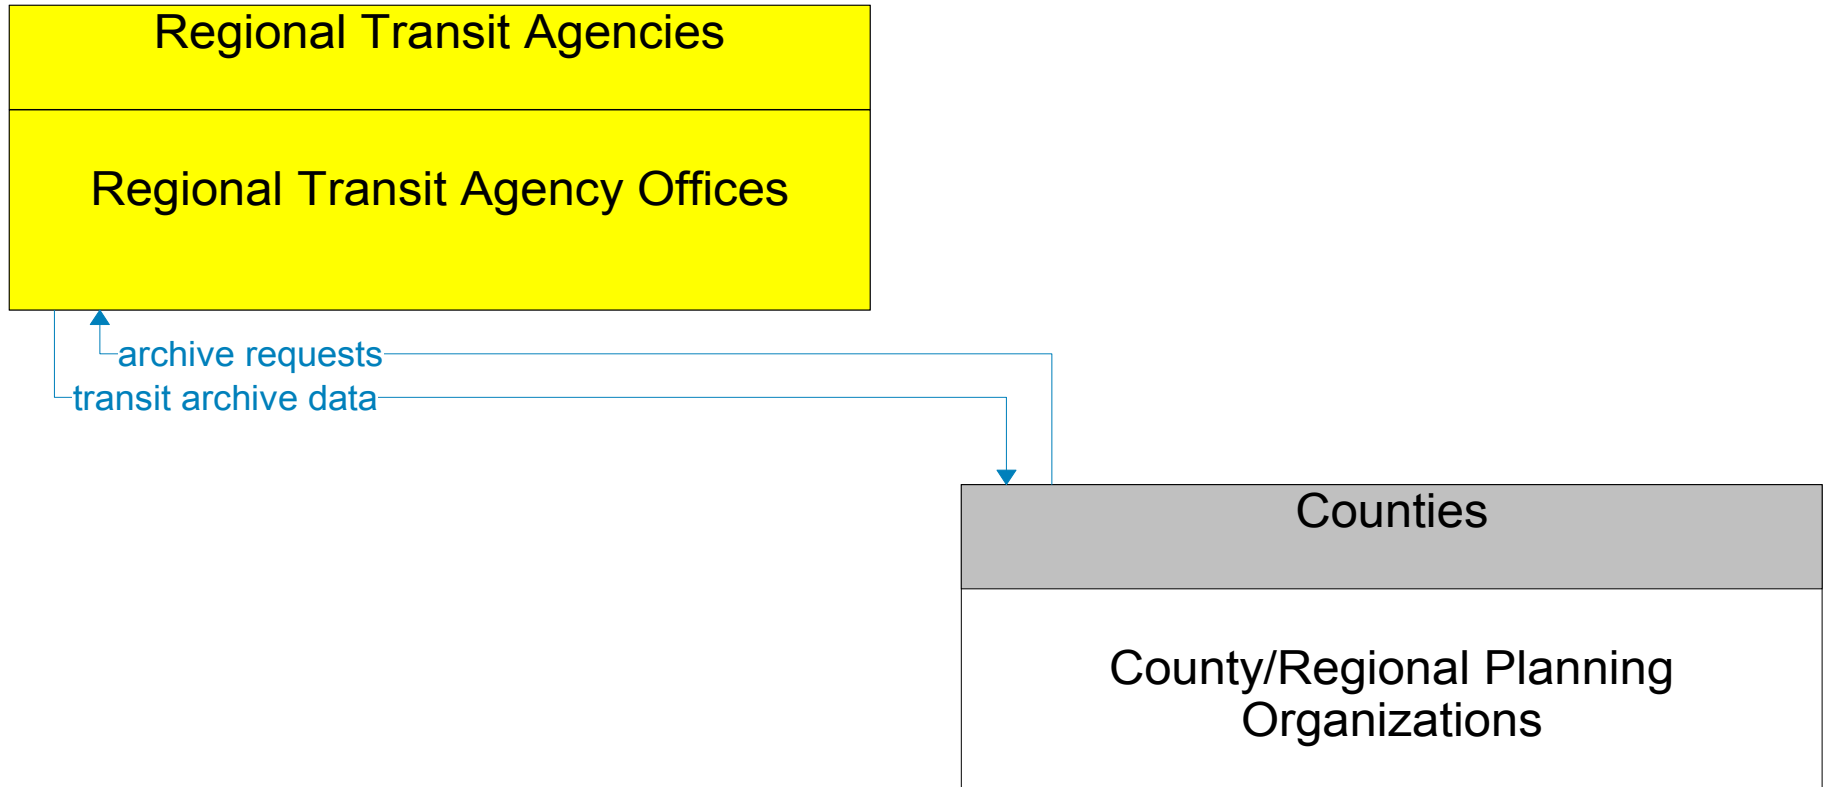 Regional Transit Agencies
Regional Transit Agency Offices
archive requests
transit archive data
Counties
County/Regional Planning
Organizations